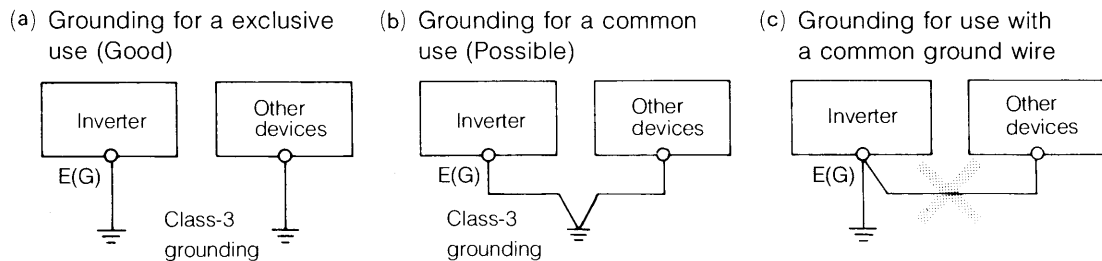 (a) Grounding for a exclusive
use (Good)
Inverter
Other
devices
E(G)
Class-3
grounding
(b) Grounding for a common
use (Possible)
Inverter
Other
devices
E(G)
Class-3
grounding
(c) Grounding for use with
a common ground wire
Inverter
Other
devices
E(G)